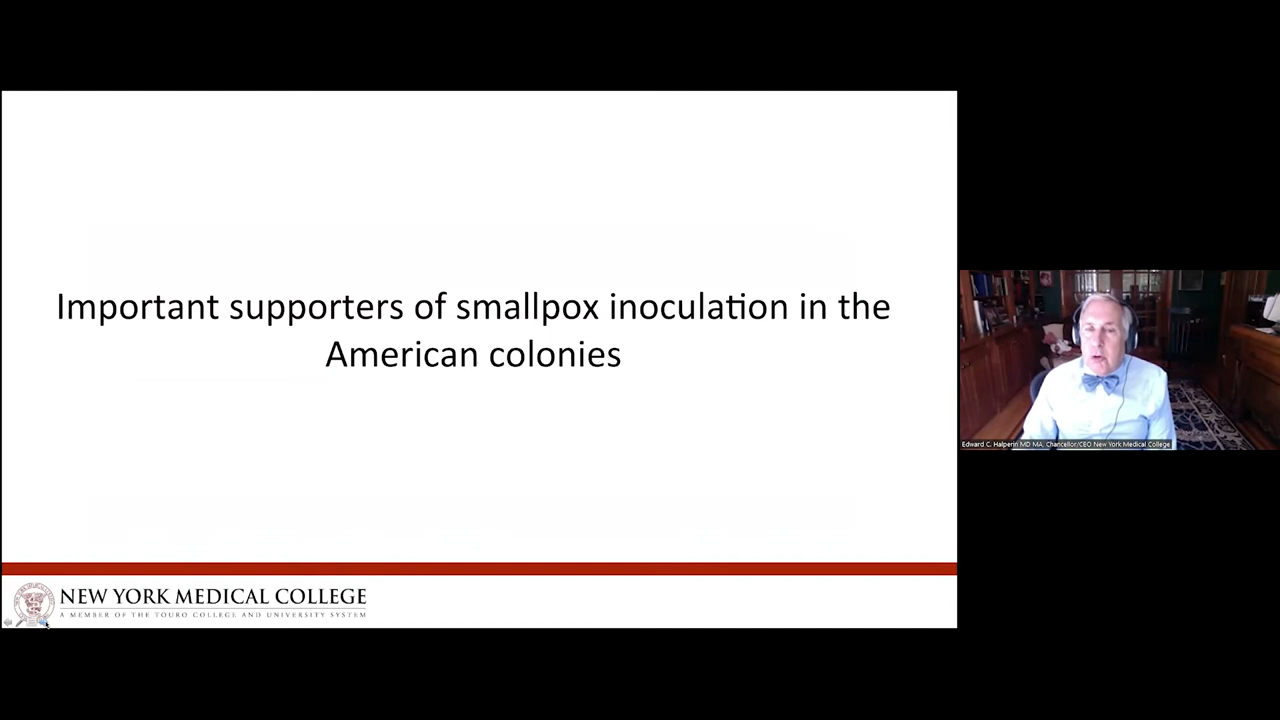 Important supporters of smallpox inoculation in the
American colonies
NEW YORK MEDICAL COLLEGE
A MEMBER OF THE TOURO COLLEGE AND UNIVERSITY SYSTEM
Edward C. Halperin MD MA, Chancellor/CEO New York Medical College